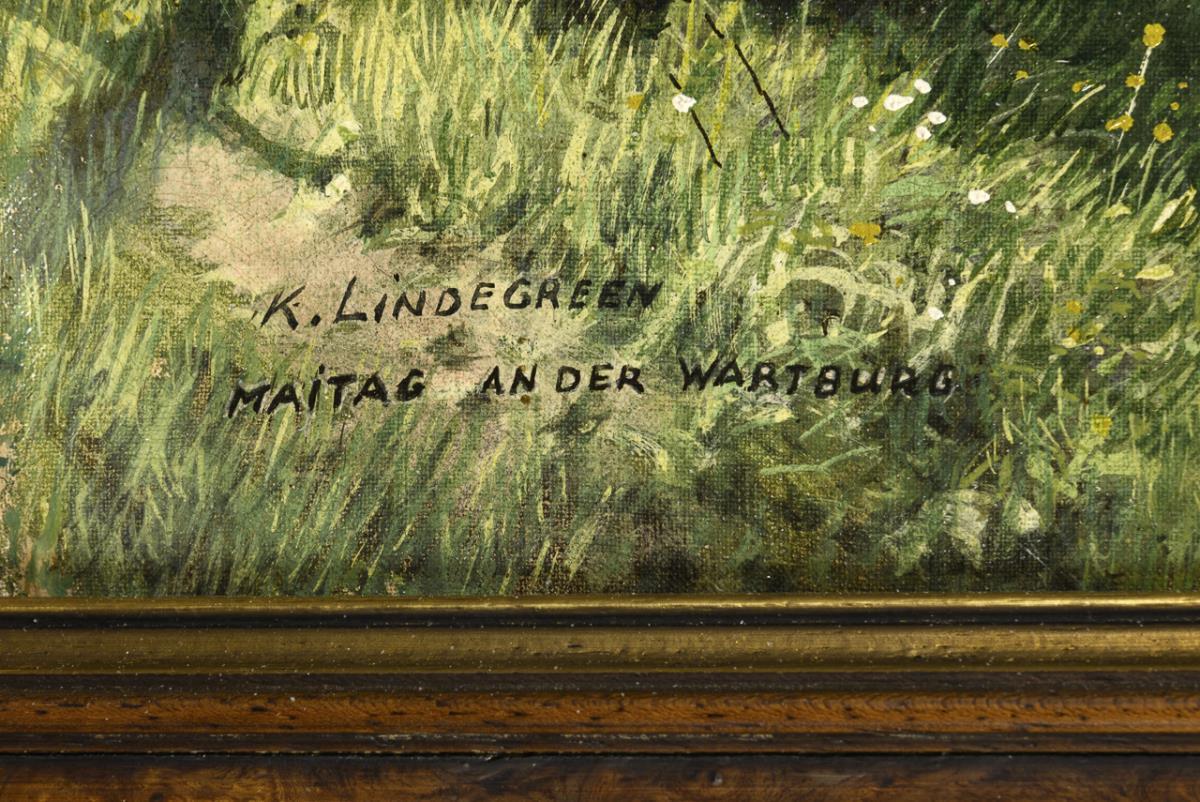 K. LiNDEGREEN
MAiTAG AN DER WARTBURG